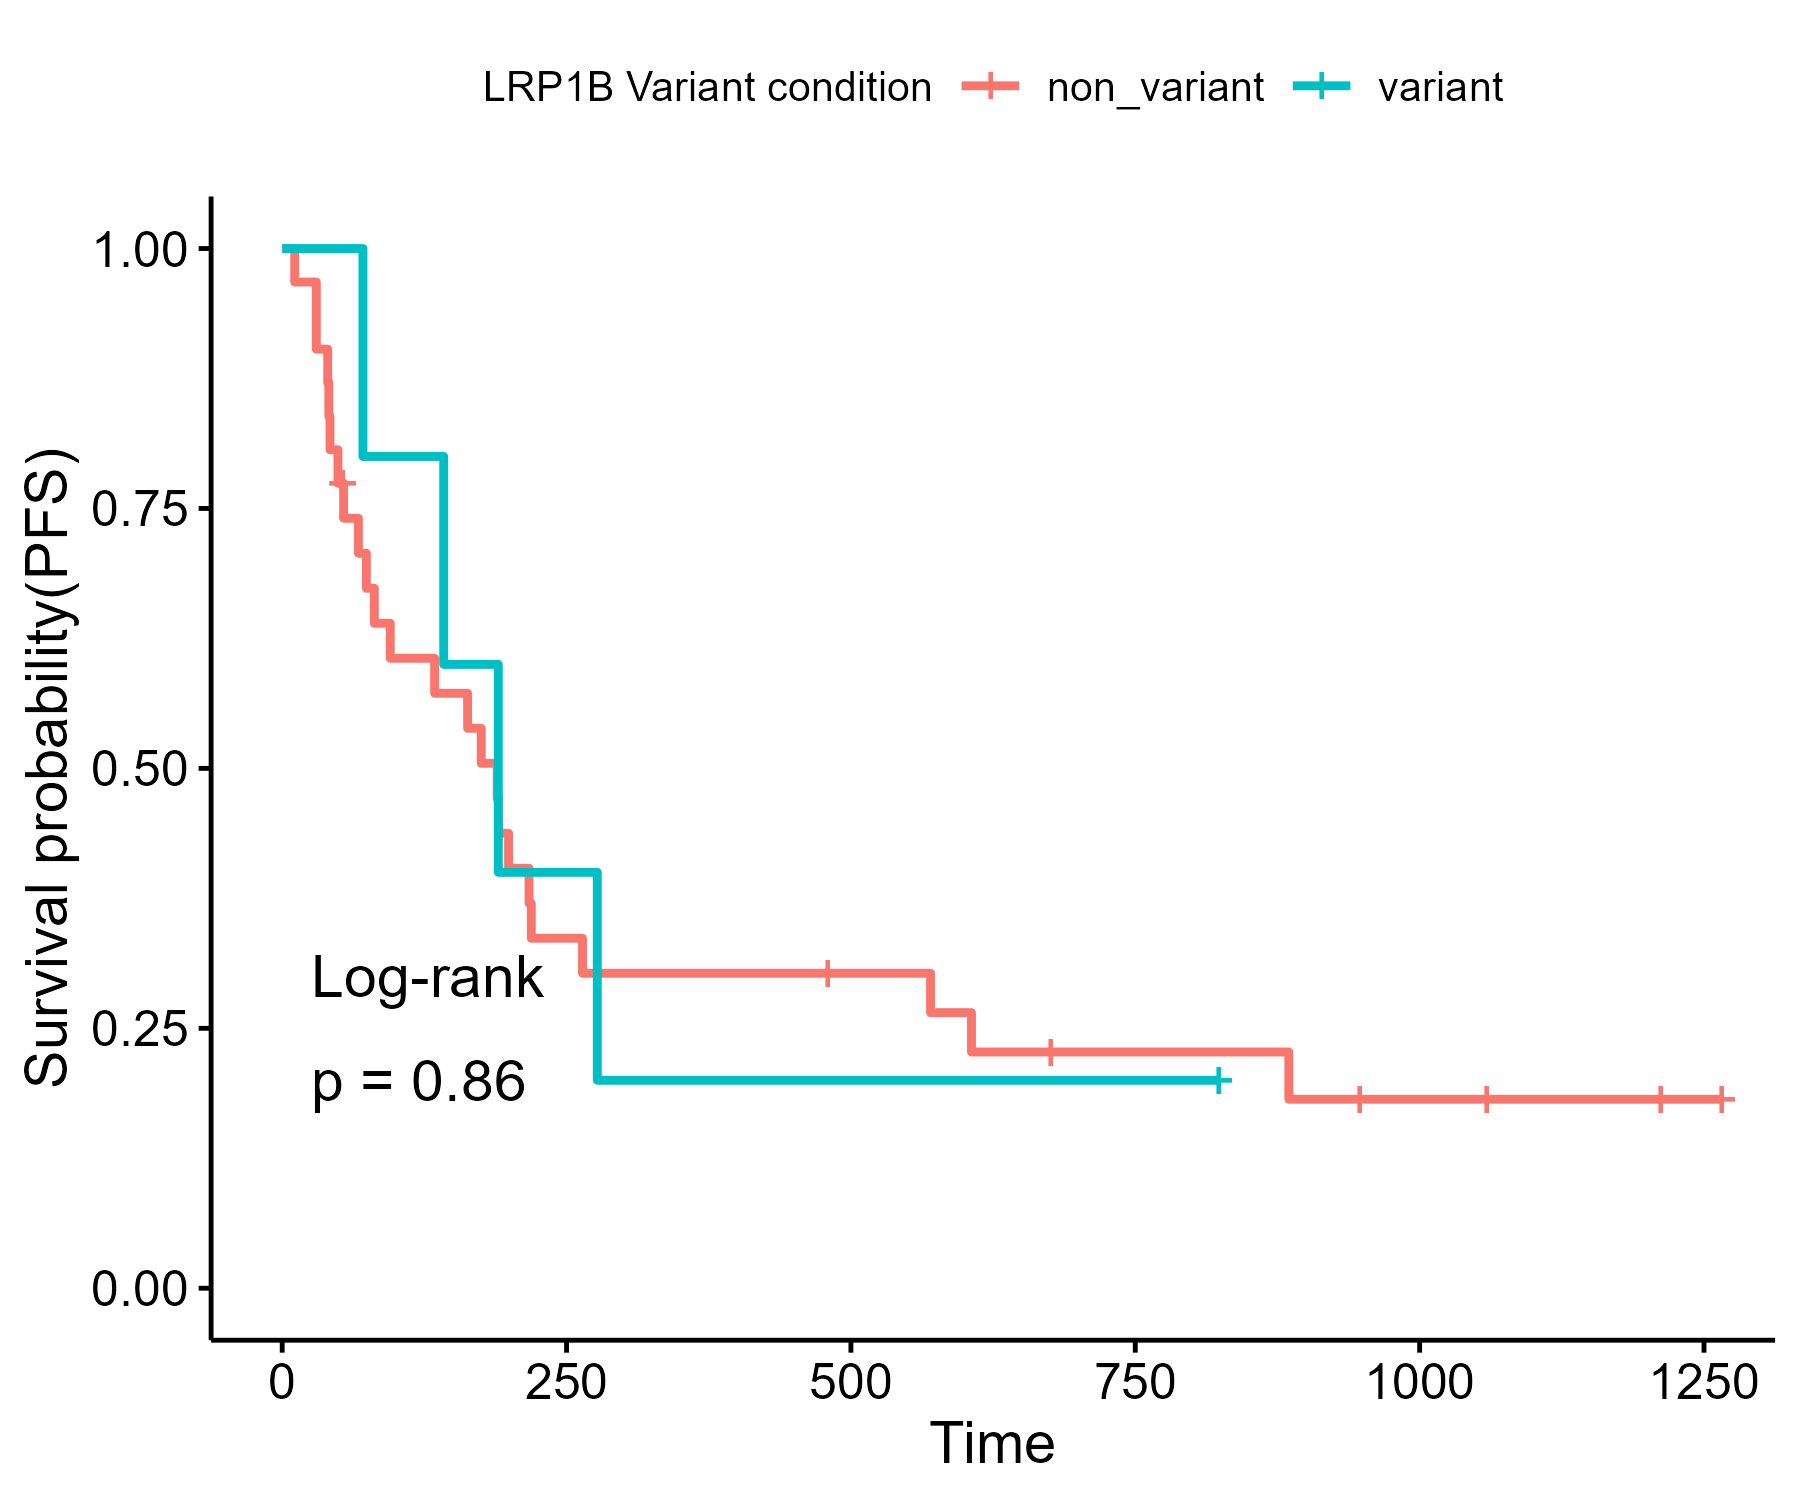 LRP1B Variant condition non_variant variant
Survival probability(PFS)
1.00
0.75
0.50
0.25
0.00
Log-rank
p = 0.86
0 250 500 750 1000 1250
Time